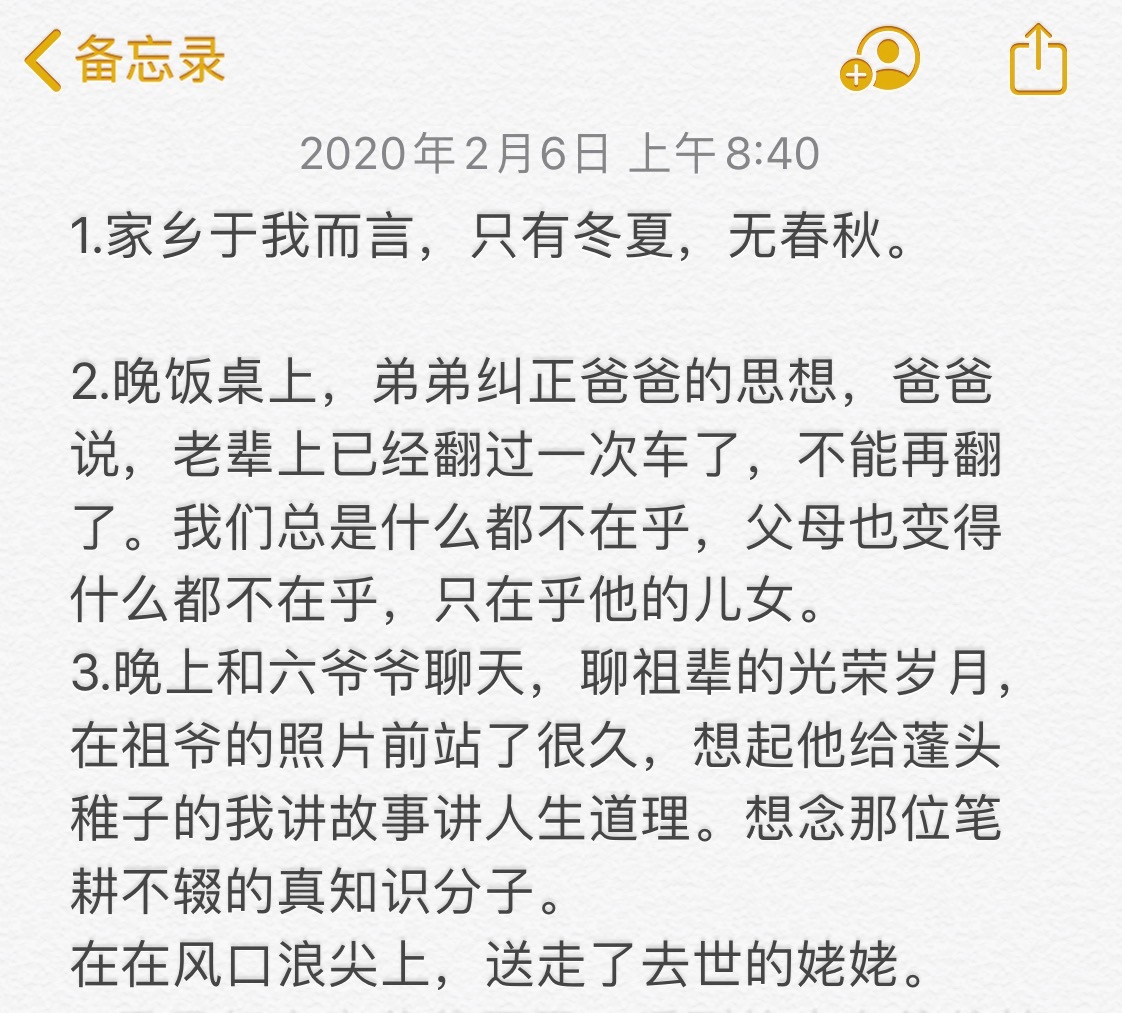 备忘录
2020年2月6日 上午8:40
1.家乡于我而言，只有冬夏，无春秋。
2.晚饭桌上，弟弟纠正爸爸的思想，爸爸
说，老辈上已经翻过一次车了，不能再翻
了。我们总是什么都不在乎，父母也变得
什么都不在乎，只在乎他的儿女。
3.晚上和六爷爷聊天，聊祖辈的光荣岁月，
在祖爷的照片前站了很久，想起他给蓬头
稚子的我讲故事讲人生道理。想念那位笔
耕不辍的真知识分子。
在在风口浪尖上，送走了去世的姥姥。